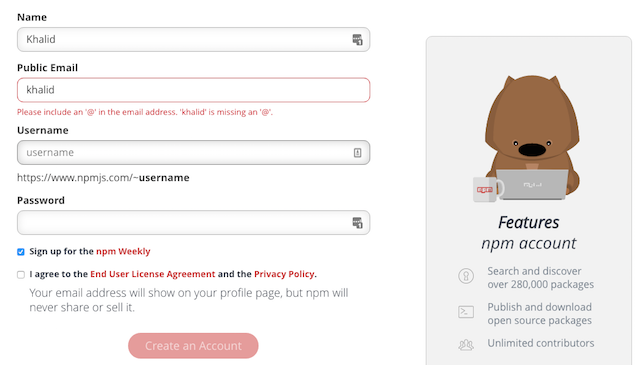 Name
Khalid
Public Email
khalid
Please include an '@' in the email address. 'khalid' is missing an '@'.
Username
username
https://www.npmjs.com/~username
Password
Sign up for the npm Weekly
I agree to the End User License Agreement and the Privacy Policy.
Your email address will show on your profile page, but npm will
never share or sell it.
Create an Account
npm
Features
npm account
Search and discover
over 280,000 packages
Publish and download
open source packages
Unlimited contributors